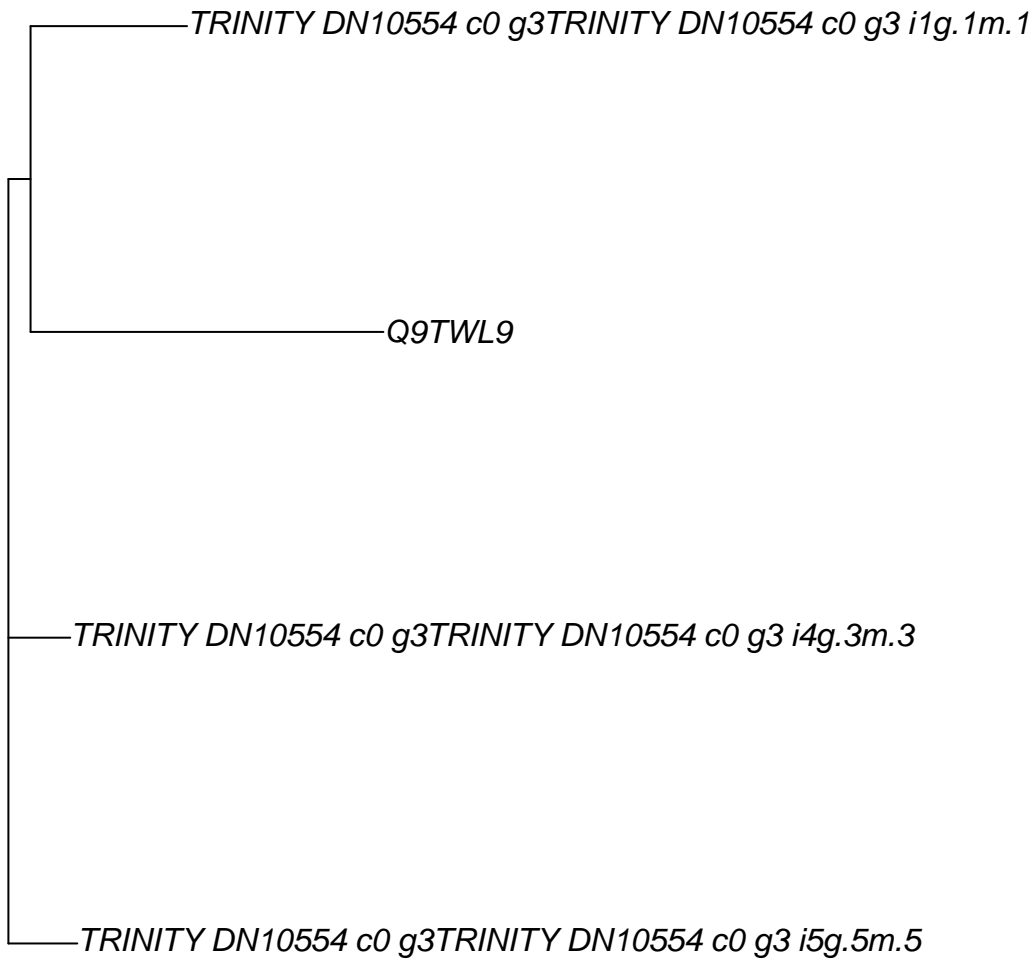 TRINITY DN10554 c0 g3TRINITY DN10554 c0 g3 i1g.1m.1
Q9TWL9
TRINITY DN10554 c0 g3TRINITY DN10554 c0 g3 i4g.3m.3
TRINITY DN10554 c0 g3TRINITY DN10554 c0 g3 i5g.5m.5